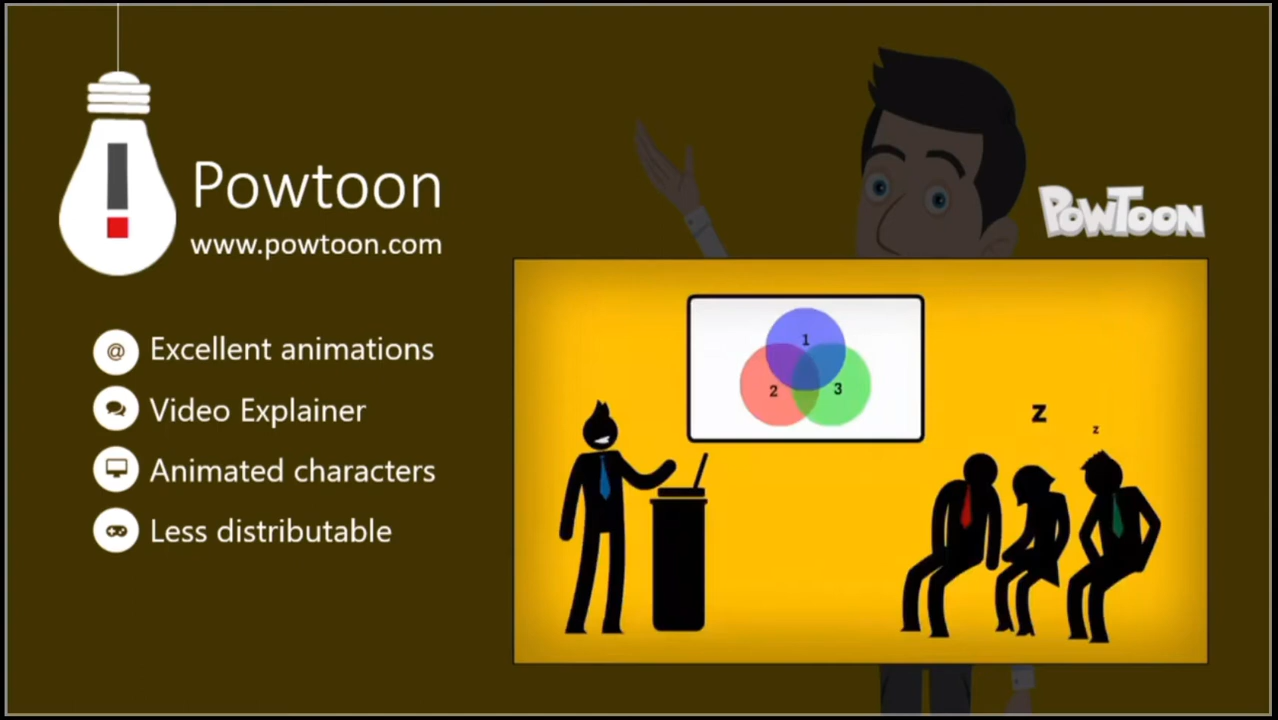 Powtoon
www.powtoon.com
PowToon
@ Excellent animations
Video Explainer
Animated characters
Less distributable
1
2
3
z
z